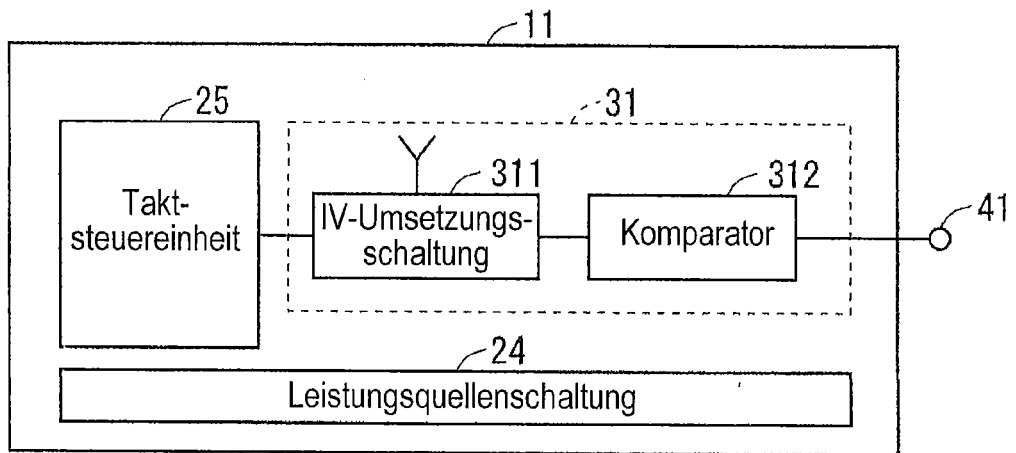 11
25
31
311
312
41
Takt-
steuereinheit
IV-Umsetzungs-
schaltung
Komparator
24
Leistungsquellenschaltung